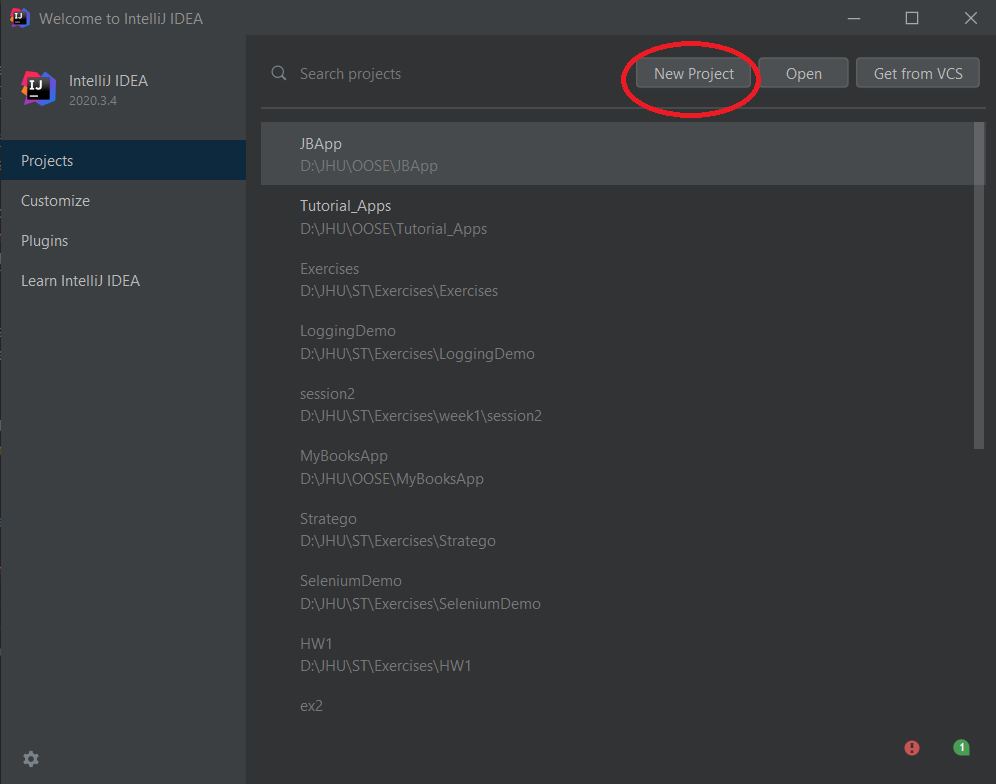 Welcome to IntelliJ IDEA
IntelliJ IDEA
2020.3.4
Projects
Customize
Plugins
Learn IntelliJ IDEA
Search projects
New Project
Open
Get from VCS
JBApp
D:\JHU\OOSE\JBApp
Tutorial_Apps
D:\JHU\OOSE\Tutorial_Apps
Exercises
D:\JHU\ST\Exercises\Exercises
LoggingDemo
D:\JHU\ST\Exercises\LoggingDemo
session2
D:\JHU\ST\Exercises\week1\session2
MyBooksApp
D:\JHU\OOSE\MyBooksApp
Stratego
D:\JHU\ST\Exercises\Stratego
SeleniumDemo
D:\JHU\ST\Exercises\SeleniumDemo
HW1
D:\JHU\ST\Exercises\HW1
ex2
1